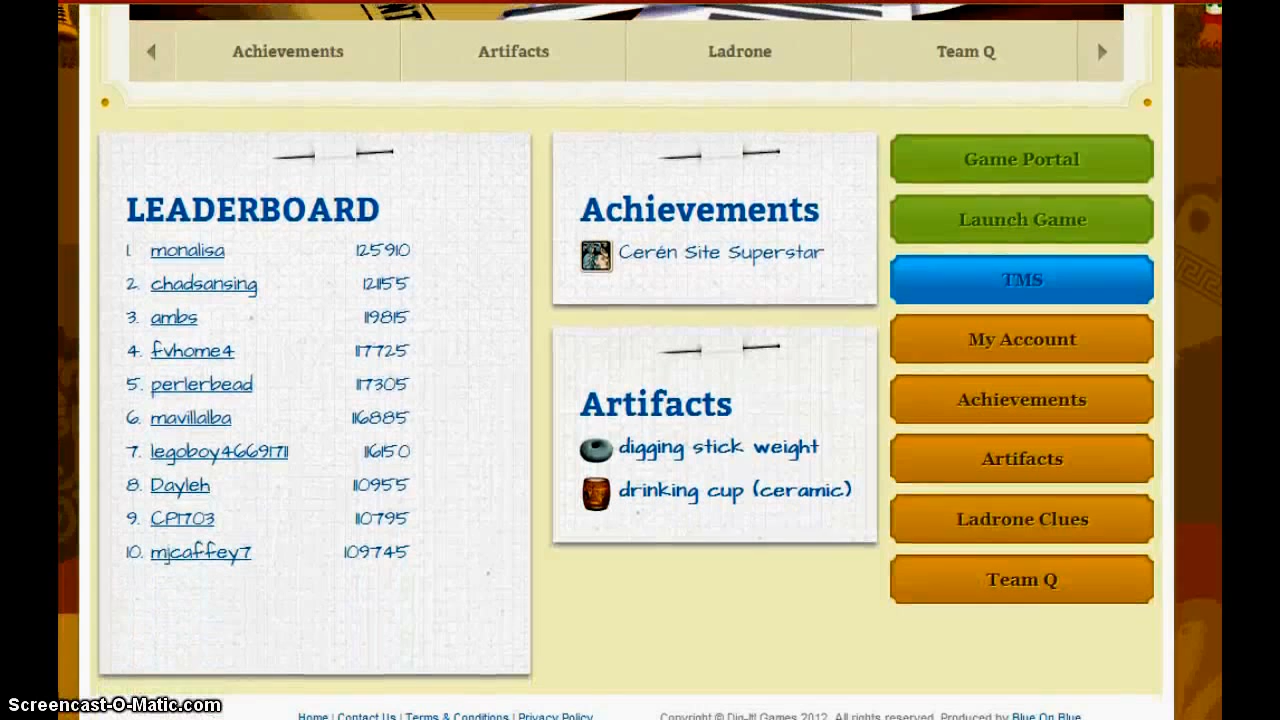 Achievements
Artifacts
Ladrone
Team Q
LEADERBOARD
1. monalisa 125910
2. chadsansing 121155
3. ambs 119815
4. fvhome4 117725
5. perlerbead 117305
6. mavillalba 116885
7. legoboy46691711 116150
8. Dayleh 110955
9. CP1703 110795
10. mjcaffey7 109745
Achievements
Cerén Site Superstar
Artifacts
digging stick weight
drinking cup (ceramic)
Game Portal
Launch Game
TMS
My Account
Achievements
Artifacts
Ladrone Clues
Team Q
Home | Contact Us | Terms & Conditions | Privacy Policy
Copyright © Dig-It! Games 2012. All rights reserved. Produced by Blue On Blue
Screencast-O-Matic.com